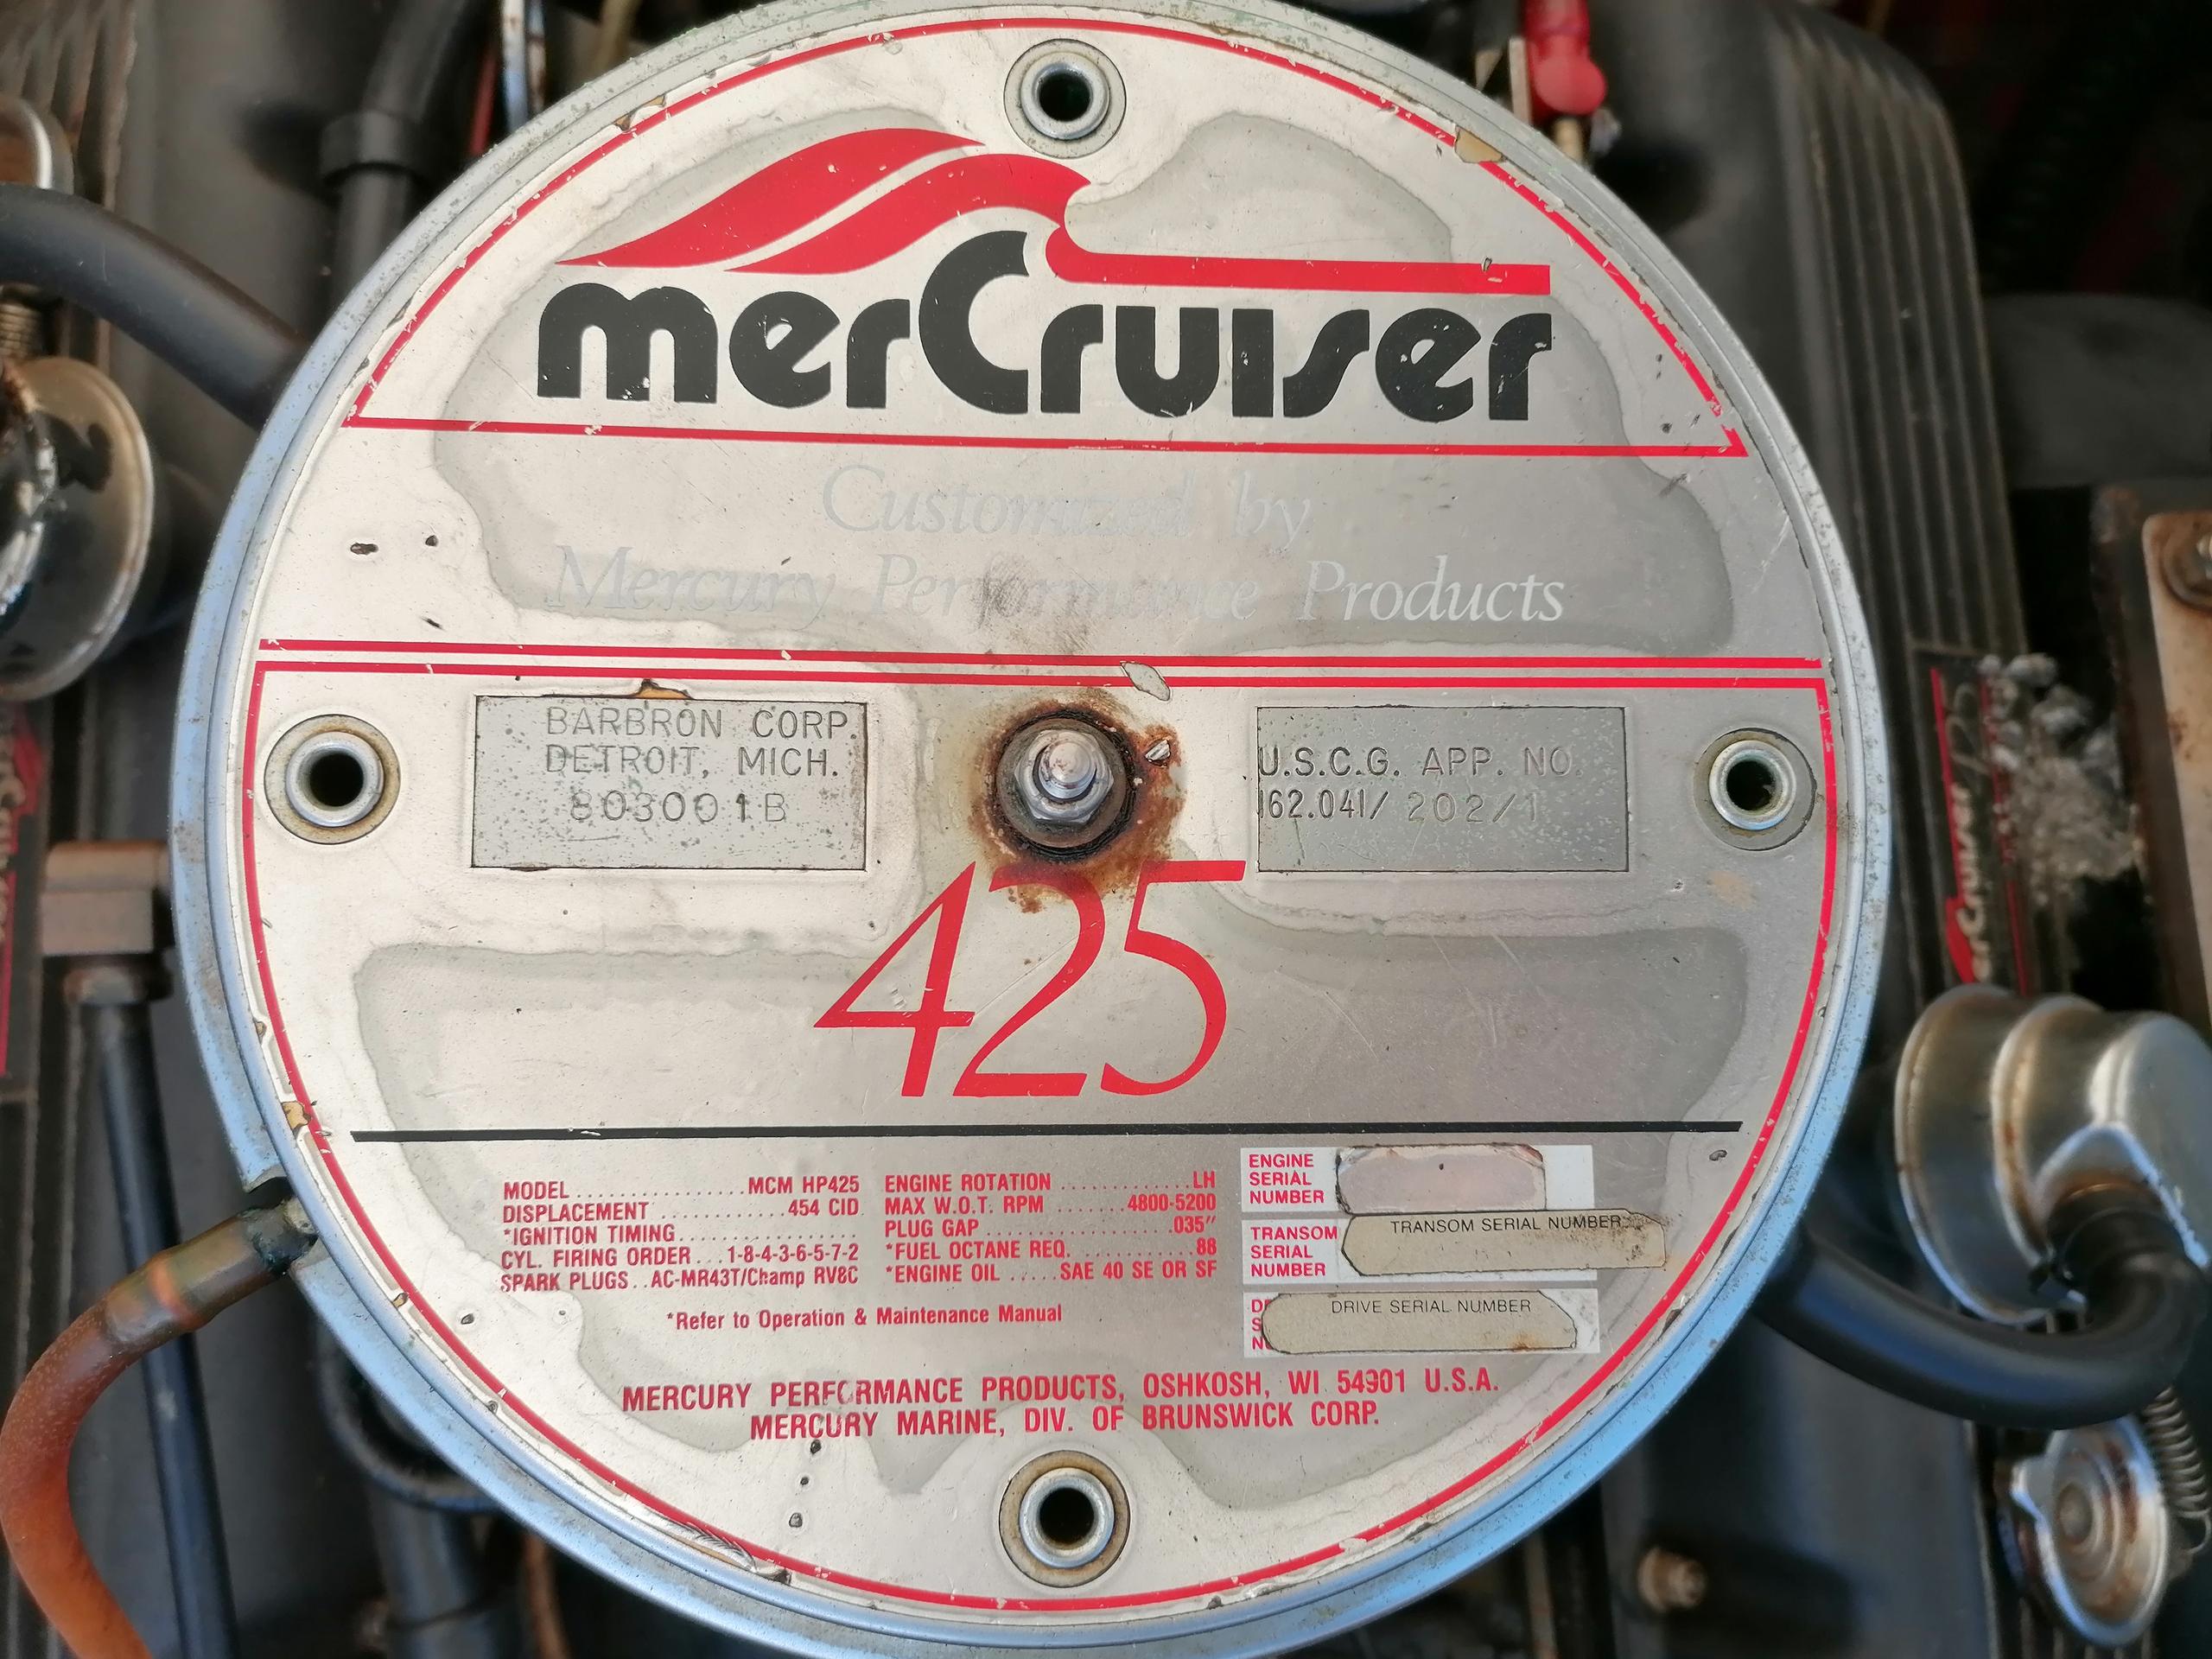 merCruiser
Customized by
Mercury Performance Products
BARBRON CORP.
DETROIT, MICH.
803001B
U.S.C.G. APP. NO.
162.041/ 202/1
425
MODEL ................ MCM HP425
DISPLACEMENT ............ 454 CID
*IGNITION TIMING ................
CYL. FIRING ORDER ... 1-8-4-3-6-5-7-2
SPARK PLUGS .. AC-MR43T/Champ RV8C
ENGINE ROTATION ............ LH
MAX W.O.T. RPM ....... 4800-5200
PLUG GAP .................. .035"
*FUEL OCTANE REQ. ........... 86
*ENGINE OIL ..... SAE 40 SE OR SF
*Refer to Operation & Maintenance Manual
ENGINE
SERIAL
NUMBER
TRANSOM
SERIAL
NUMBER
TRANSOM SERIAL NUMBER
DRIVE SERIAL NUMBER
MERCURY PERFORMANCE PRODUCTS, OSHKOSH, WI 54901 U.S.A.
MERCURY MARINE, DIV. OF BRUNSWICK CORP.